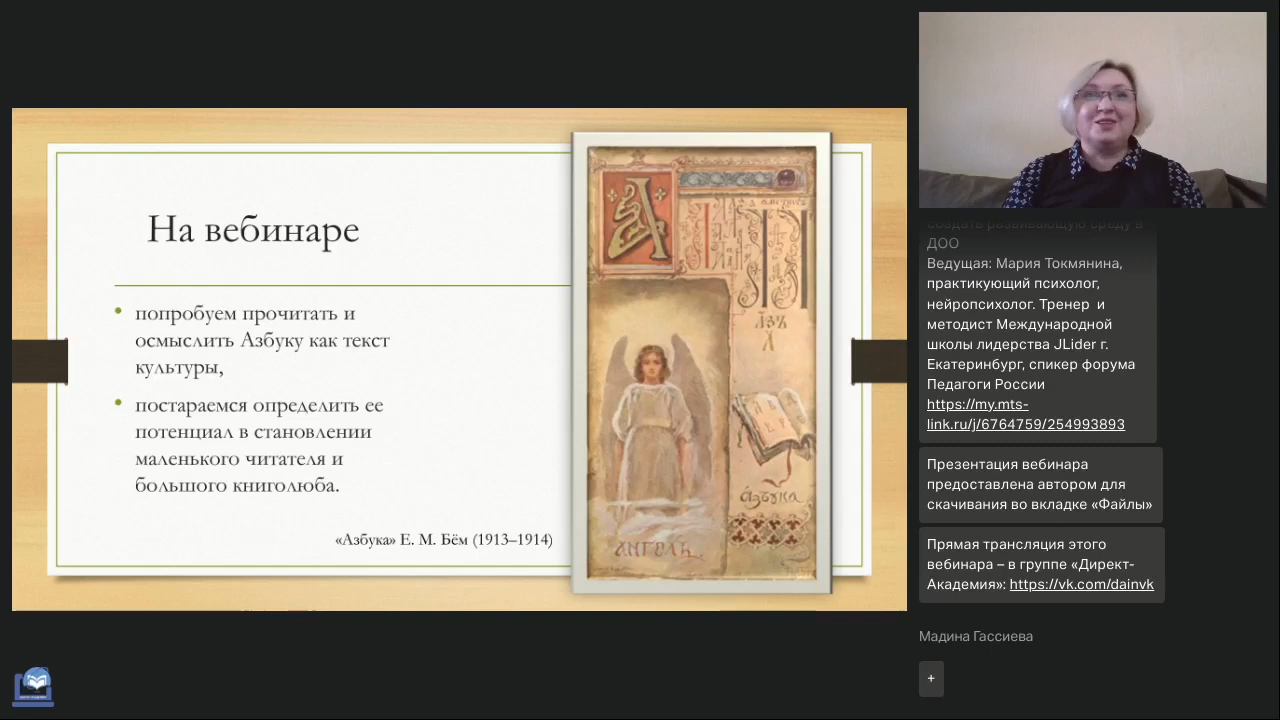 На вебинаре
попробуем прочитать и
осмыслить Азбуку как текст
культуры,
постараемся определить ее
потенциал в становлении
маленького читателя и
большого книголюба.
«Азбука» Е. М. Бём (1913–1914)
А
АЗЪ
А
азбука
АНГЕЛЪ
создать развивающую среду в
ДОО
Ведущая: Мария Токмянина,
практикующий психолог,
нейропсихолог. Тренер и
методист Международной
школы лидерства JLider г.
Екатеринбург, спикер форума
Педагоги России
https://my.mts-
link.ru/j/6764759/254993893
Презентация вебинара
предоставлена автором для
скачивания во вкладке «Файлы»
Прямая трансляция этого
вебинара – в группе «Директ-
Академия»: https://vk.com/dainvk
Мадина Гассиева
+